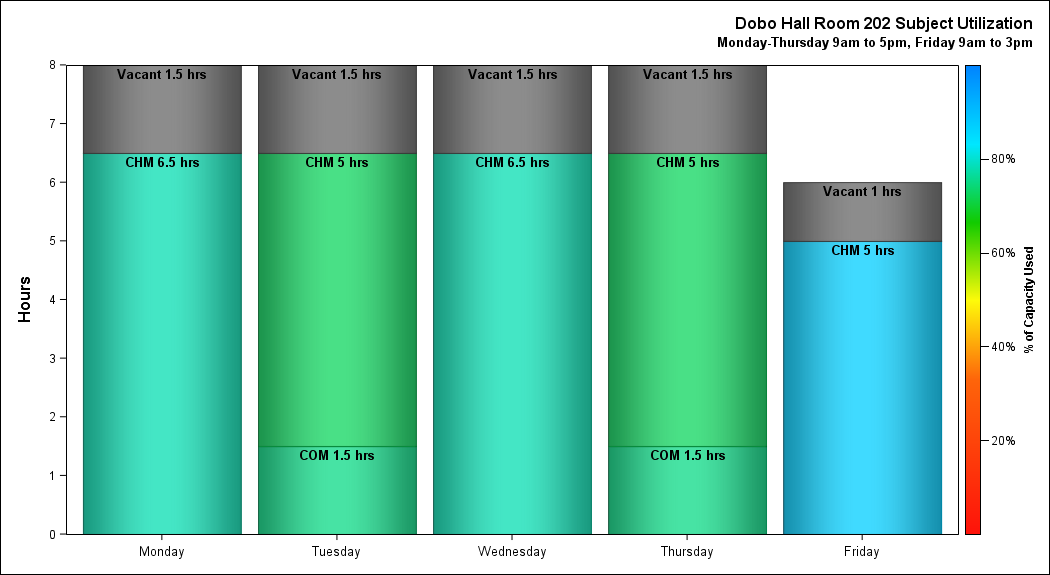 Dobo Hall Room 202 Subject Utilization
Monday-Thursday 9am to 5pm, Friday 9am to 3pm
Hours
8
7
6
5
4
3
2
1
0
Vacant 1.5 hrs
CHM 6.5 hrs
Vacant 1.5 hrs
CHM 5 hrs
COM 1.5 hrs
Vacant 1.5 hrs
CHM 6.5 hrs
Vacant 1.5 hrs
CHM 5 hrs
COM 1.5 hrs
Vacant 1 hrs
CHM 5 hrs
Monday
Tuesday
Wednesday
Thursday
Friday
80%
60%
40%
20%
% of Capacity Used